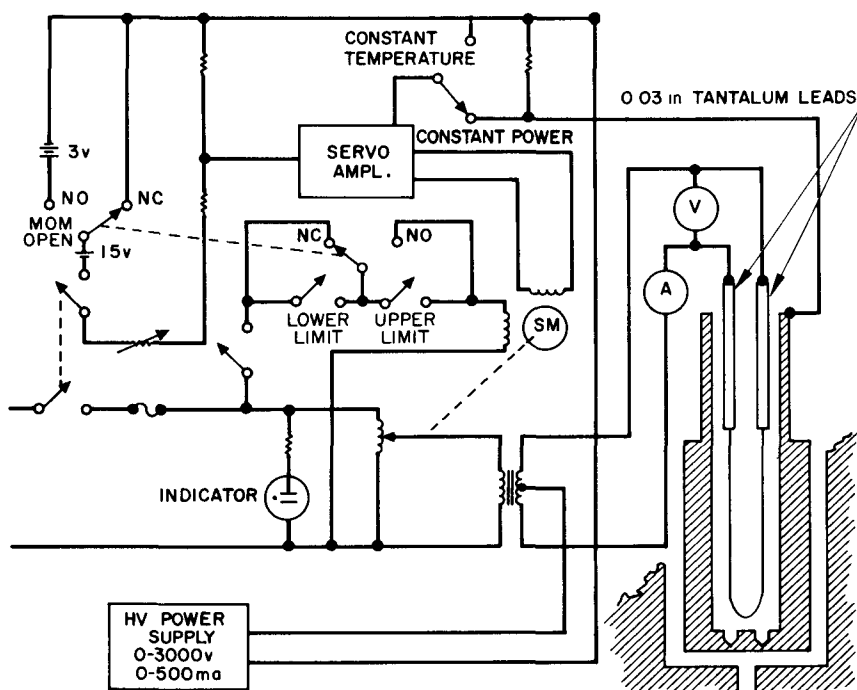 CONSTANT
TEMPERATURE
0 03 in TANTALUM LEADS
CONSTANT POWER
3v
SERVO
AMPL.
NO
NC
MOM
OPEN
15v
NC
NO
V
A
LOWER
LIMIT
UPPER
LIMIT
SM
INDICATOR
HV POWER
SUPPLY
0-3000v
0-500ma